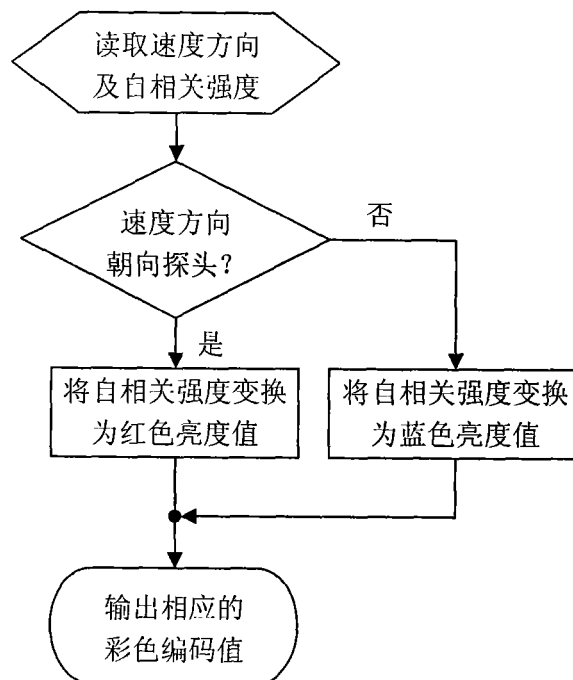 读取速度方向
及自相关强度
速度方向
朝向探头?
否
是
将自相关强度变换
为红色亮度值
将自相关强度变换
为蓝色亮度值
输出相应的
彩色编码值